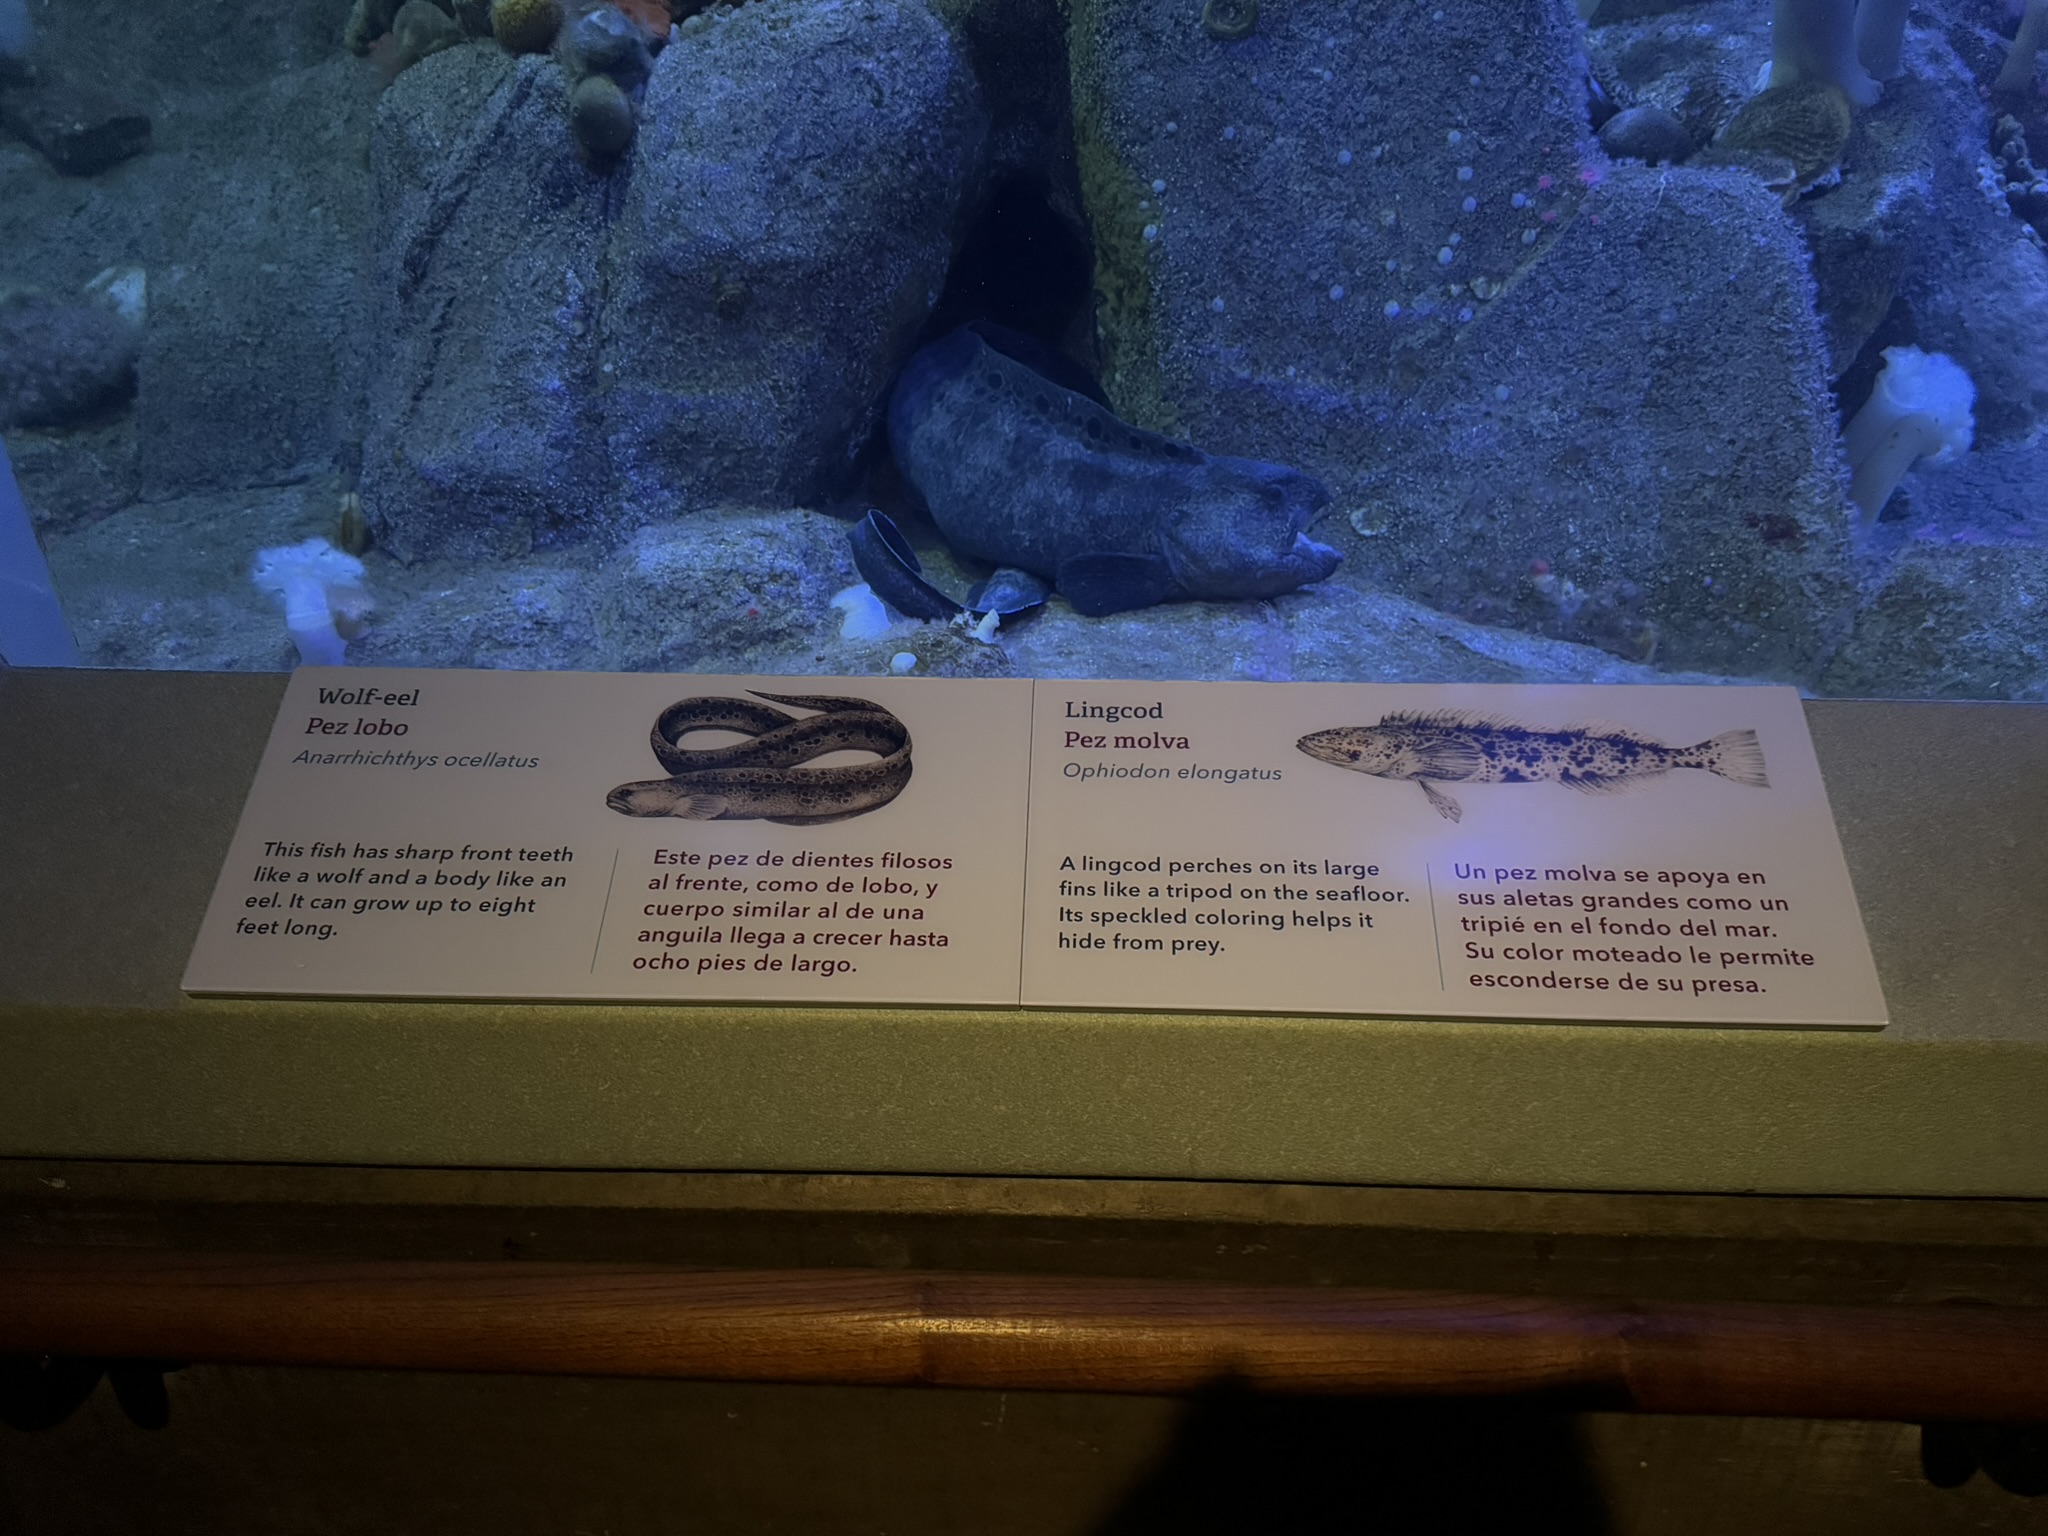 Wolf-eel
Pez lobo
Anarrhichthys ocellatus
This fish has sharp front teeth
like a wolf and a body like an
eel. It can grow up to eight
feet long.
Este pez de dientes filosos
al frente, como de lobo, y
cuerpo similar al de una
anguila llega a crecer hasta
ocho pies de largo.
Lingcod
Pez molva
Ophiodon elongatus
A lingcod perches on its large
fins like a tripod on the seafloor.
Its speckled coloring helps it
hide from prey.
Un pez molva se apoya en
sus aletas grandes como un
tripié en el fondo del mar.
Su color moteado le permite
esconderse de su presa.